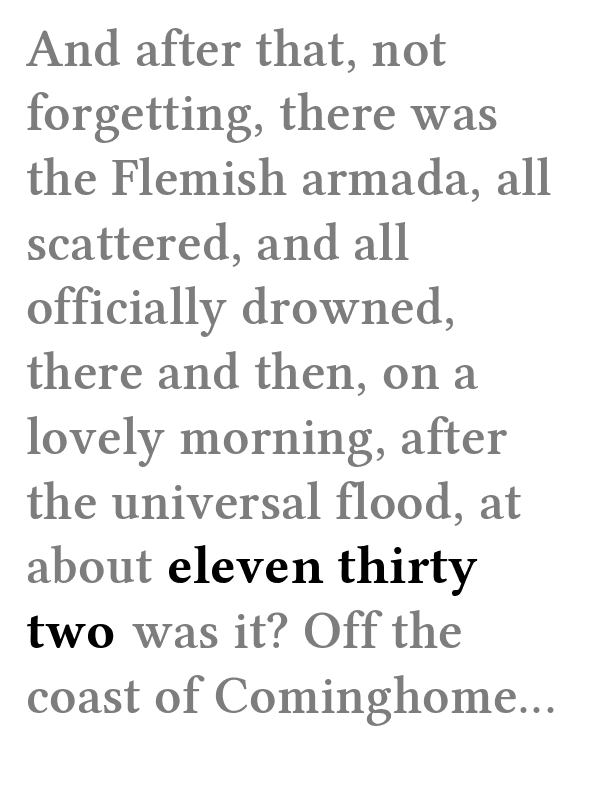 And after that, not
forgetting, there was
the Flemish armada, all
scattered, and all
officially drowned,
there and then, on a
lovely morning, after
the universal flood, at
about eleven thirty
two was it? Off the
coast of Cominghome...